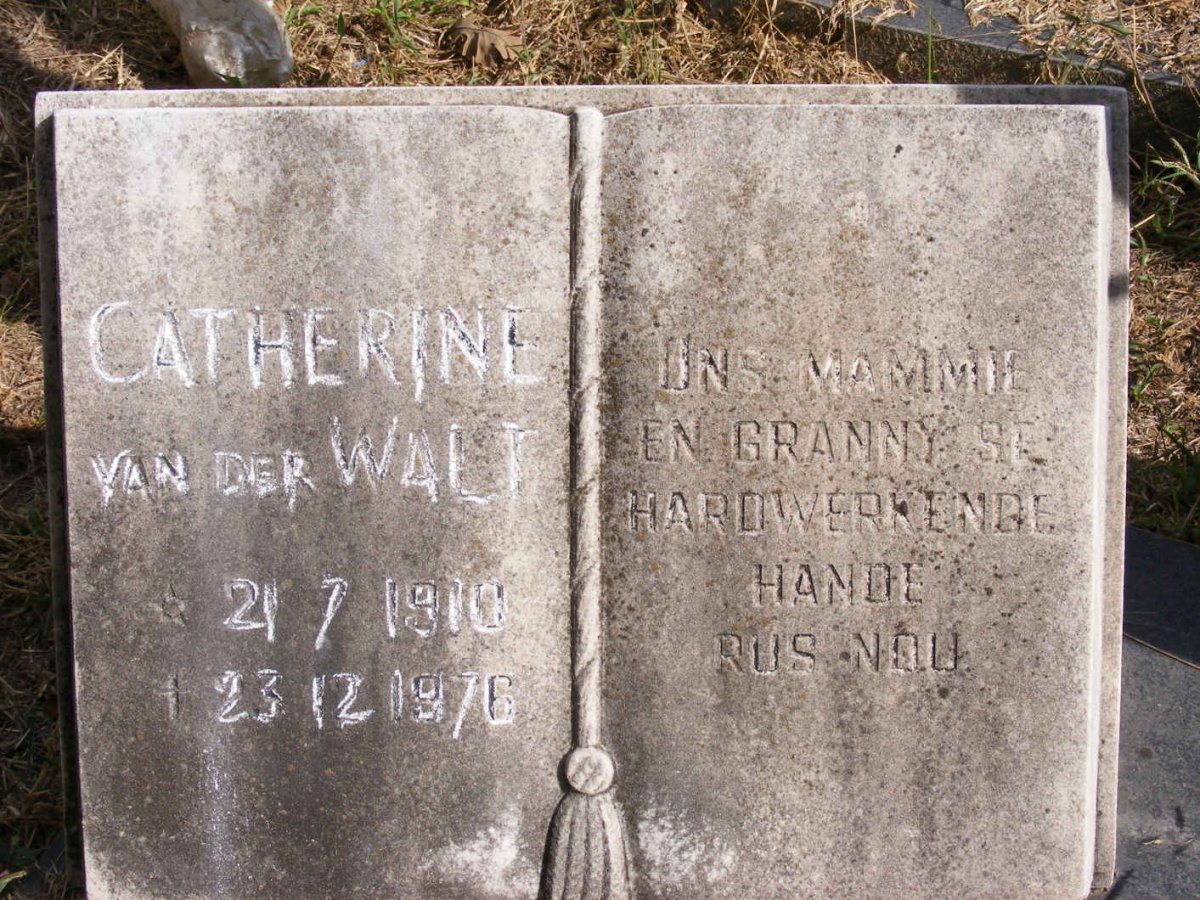 CATHERINE
VAN DER WALT
☆ 21 7 1910
† 23 12 1976
ONS MAMMIE
EN GRANNY SE
HARDWERKENDE
HANDE
RUS NOU